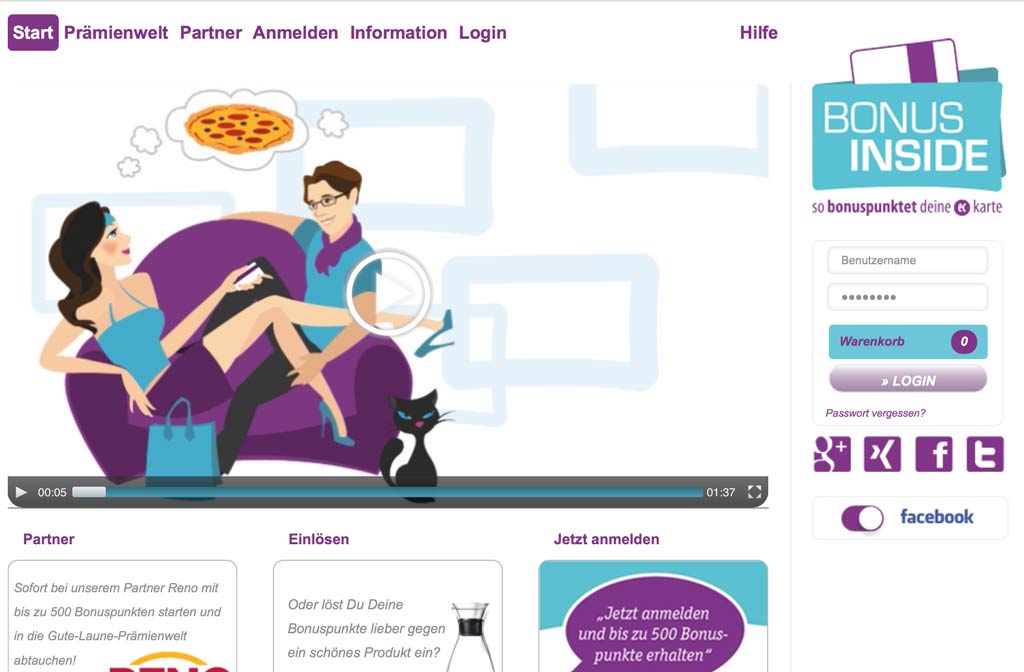 Start Prämienwelt Partner Anmelden Information Login Hilfe
BONUS
INSIDE
so bonuspunktet deine karte
Benutzername
Warenkorb 0
» LOGIN
Passwort vergessen?
g+ f t
facebook
00:05 01:37
Partner
Sofort bei unserem Partner Reno mit
bis zu 500 Bonuspunkten starten und
in die Gute-Laune-Prämienwelt
abtauchen!
RENO
Einlösen
Oder löst Du Deine
Bonuspunkte lieber gegen
ein schönes Produkt ein?
Jetzt anmelden
„Jetzt anmelden
und bis zu 500 Bonus-
punkte erhalten“